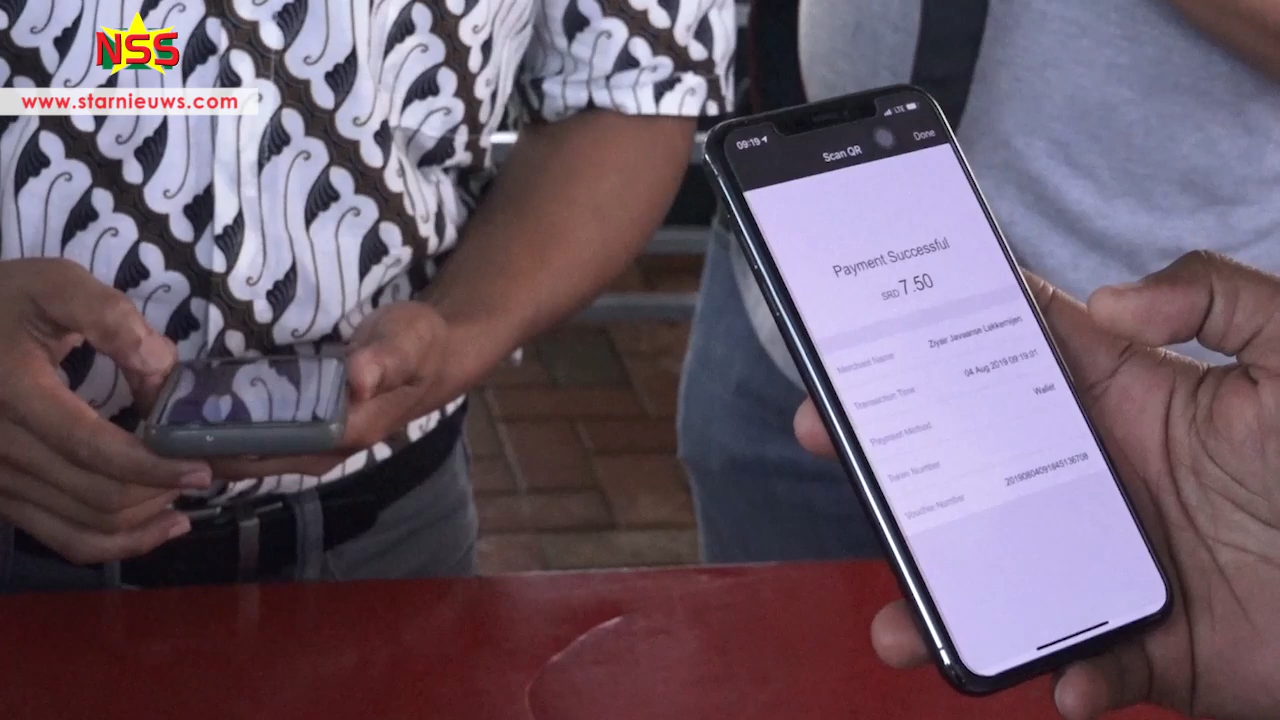 NSS
www.starnieuws.com
09:19
LTE
Scan QR
Done
Payment Successful
SRD 7.50
Merchant Name
Ziyar Javaanse Lekkernijen
Transaction Time
04 Aug 2019 09:19:01
Payment Method
Wallet
Token Number
Voucher Number